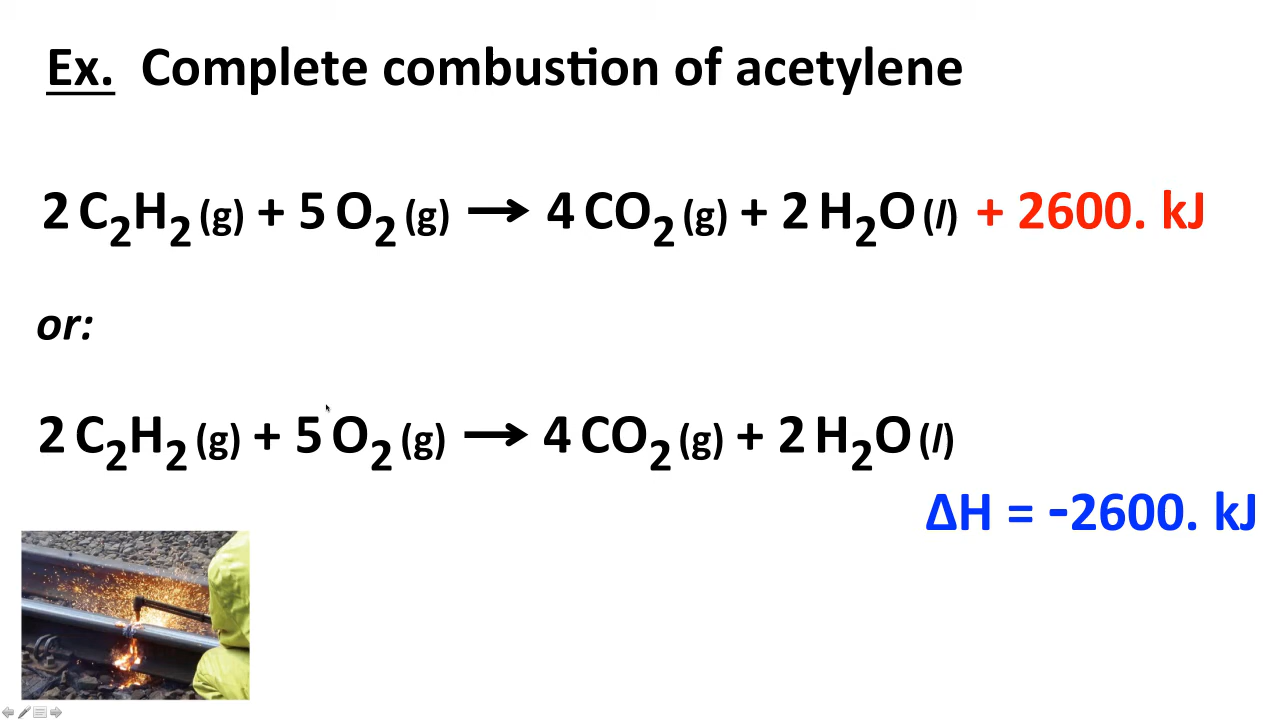 Ex. Complete combustion of acetylene
2 C₂H₂ (g) + 5 O₂ (g) → 4 CO₂ (g) + 2 H₂O (l) + 2600. kJ
or:
2 C₂H₂ (g) + 5 O₂ (g) → 4 CO₂ (g) + 2 H₂O (l)
ΔH = -2600. kJ